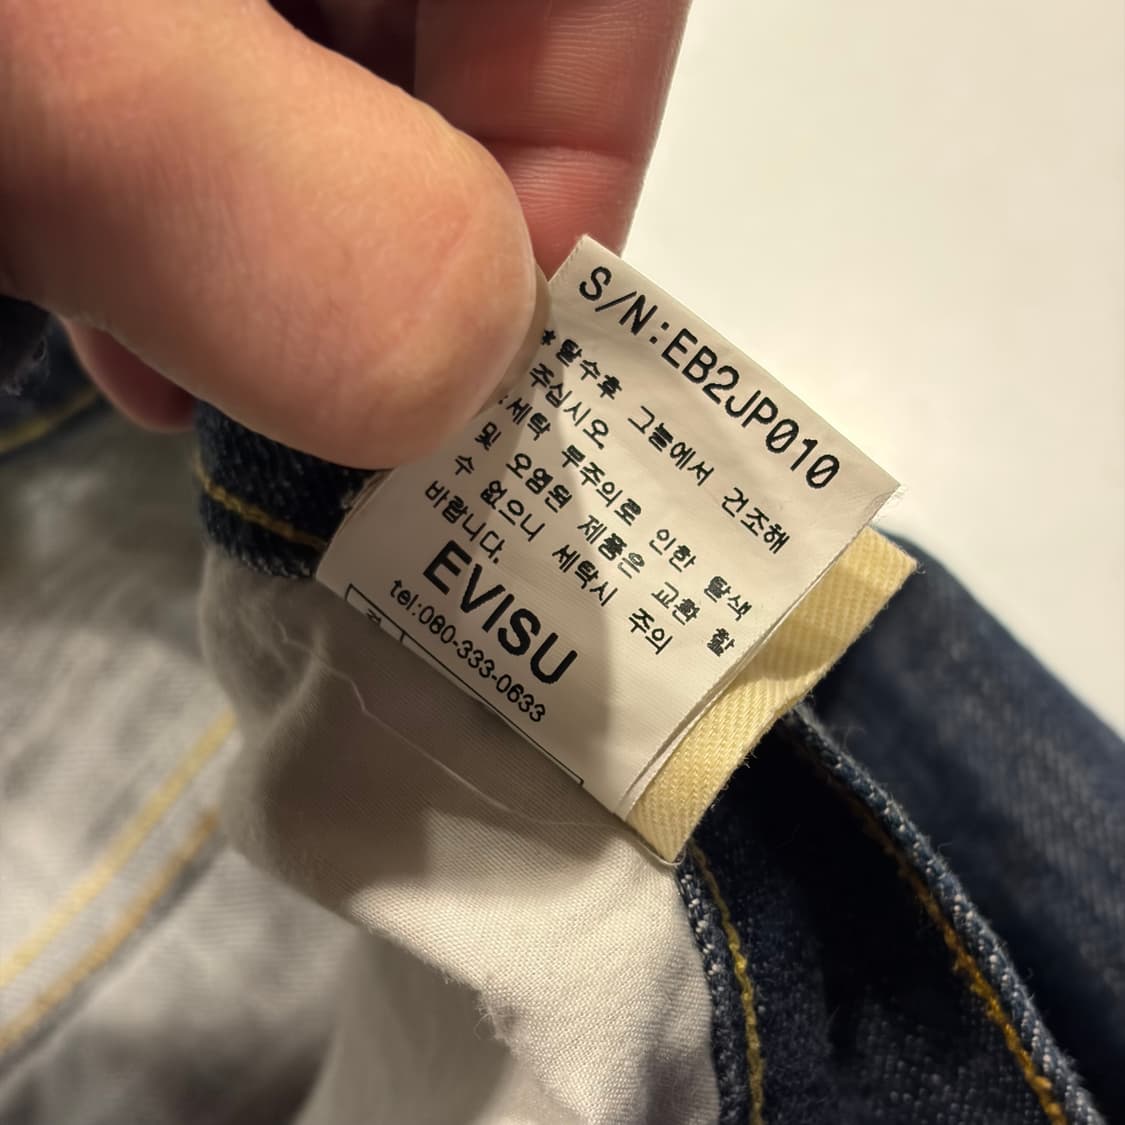 S/N:EB2JP010
*탈수후 그늘에서 건조해
주십시오
:세탁 부주의로 인한 탈색
및 오염된 제품은 교환 할
수 없으니 세탁시 주의
바랍니다.
EVISU
tel:080-333-0633